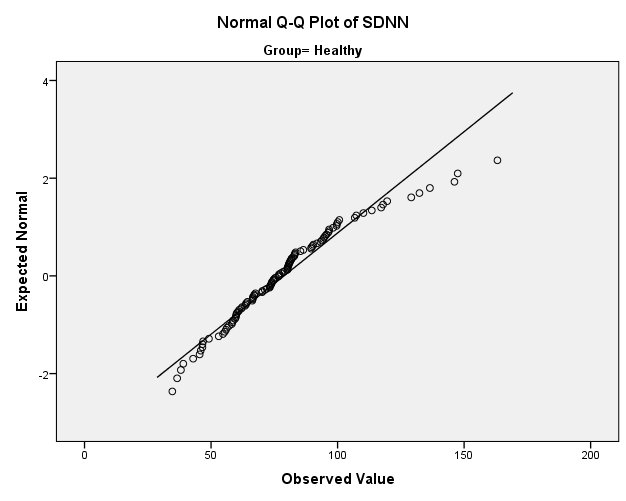 Normal Q-Q Plot of SDNN
Group= Healthy
4
2
0
-2
Expected Normal
0 50 100 150 200
Observed Value